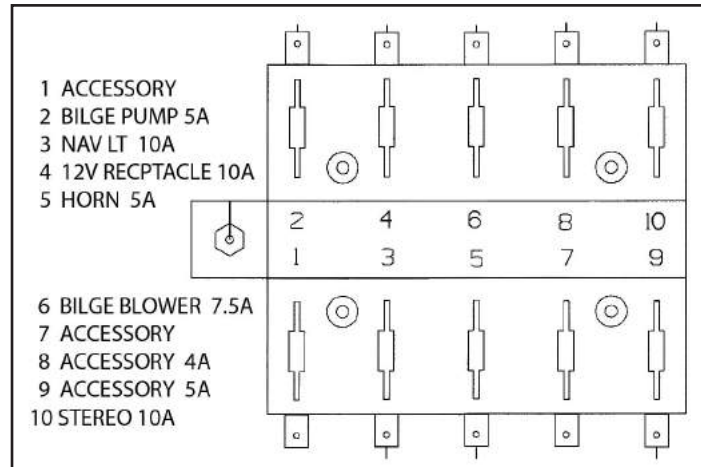 1 ACCESSORY
2 BILGE PUMP 5A
3 NAV LT 10A
4 12V RECPTACLE 10A
5 HORN 5A
2 4 6 8 10
1 3 5 7 9
6 BILGE BLOWER 7.5A
7 ACCESSORY
8 ACCESSORY 4A
9 ACCESSORY 5A
10 STEREO 10A